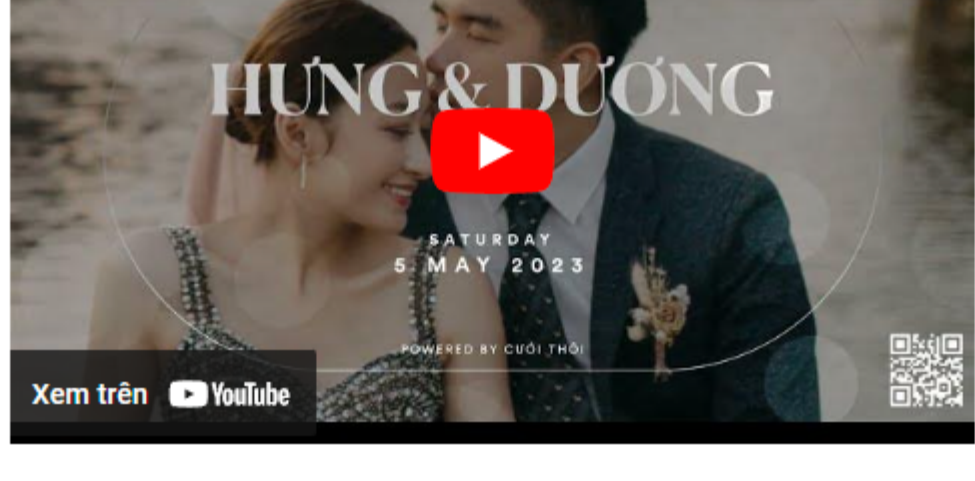 HƯNG & DƯƠNG
SATURDAY
5 MAY 2023
POWERED BY CƯỚI THÔI
Xem trên YouTube